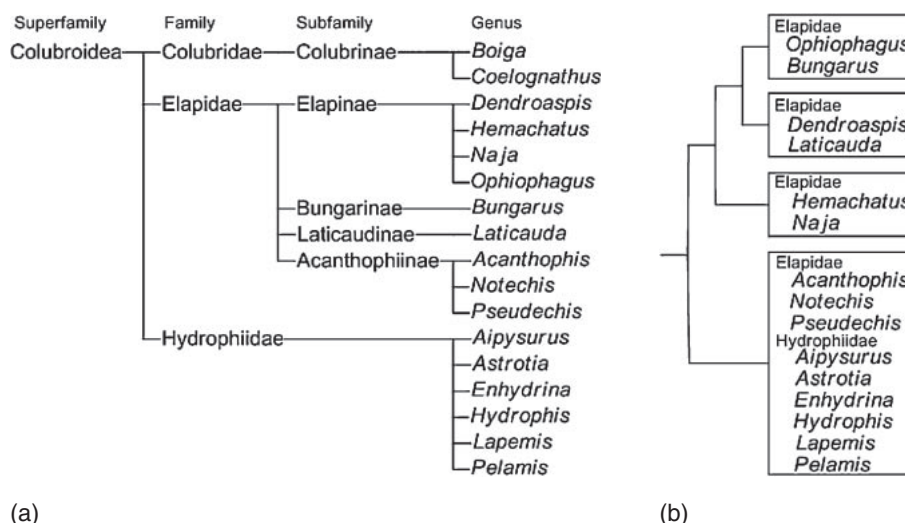 Superfamily Family Subfamily Genus
Colubroidea Colubridae Colubrinae Boiga
Coelognathus
Elapidae Elapinae Dendroaspis
Hemachatus
Naja
Ophiophagus
Bungarinae Bungarus
Laticaudinae Laticauda
Acanthophiinae Acanthophis
Notechis
Pseudechis
Hydrophiidae Aipysurus
Astrotia
Enhydrina
Hydrophis
Lapemis
Pelamis
(a)
Elapidae
Ophiophagus
Bungarus
Elapidae
Dendroaspis
Laticauda
Elapidae
Hemachatus
Naja
Elapidae
Acanthophis
Notechis
Pseudechis
Hydrophiidae
Aipysurus
Astrotia
Enhydrina
Hydrophis
Lapemis
Pelamis
(b)